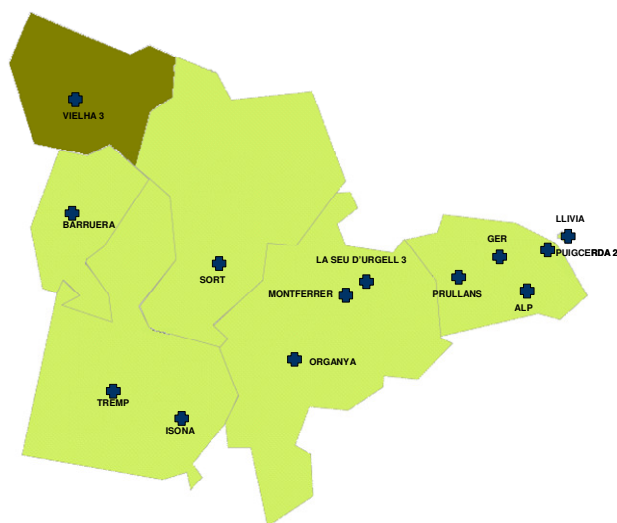 VIELHA 3
BARRUERA
LLIVIA
GER
PUIGCERDA 2
LA SEU D'URGELL 3
SORT
PRULLANS
MONTFERRER
ALP
ORGANYA
TREMP
ISONA